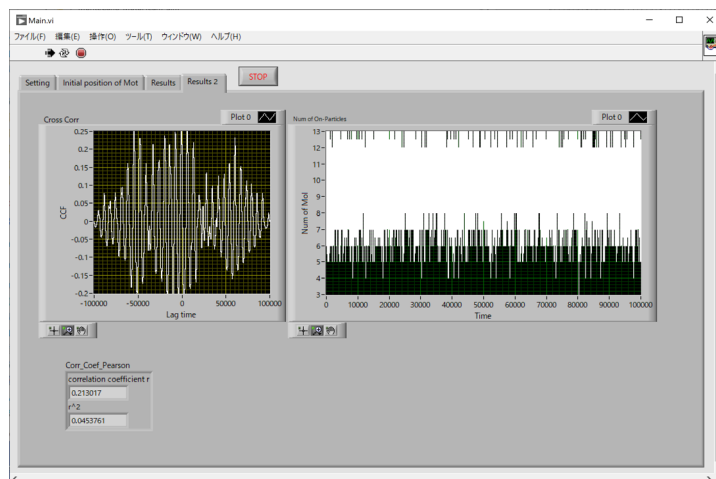 Main.vi
ファイル(F) 編集(E) 操作(O) ツール(T) ウィンドウ(W) ヘルプ(H)
STOP
Setting Initial position of Mot Results Results 2
Cross Corr
Plot 0
CCF
0.25
0.2
0.15
0.1
0.05
0
-0.05
-0.1
-0.15
-0.2
-100000 -50000 0 50000 100000
Lag time
Num of On-Particles
Plot 0
Num of Mol
13
12
11
10
9
8
7
6
5
4
3
0 10000 20000 30000 40000 50000 60000 70000 80000 90000 100000
Time
Corr_Coef_Pearson
correlation coefficient r
0.213017
r^2
0.0453761